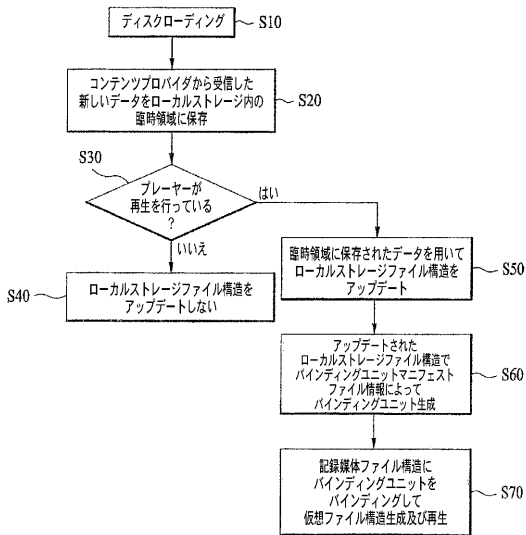 ディスクローディング
S10
コンテンツプロバイダから受信した
新しいデータをローカルストレージ内の
臨時領域に保存
S20
S30
プレーヤーが
再生を行っている
?
はい
いいえ
S40
ローカルストレージファイル構造を
アップデートしない
臨時領域に保存されたデータを用いて
ローカルストレージファイル構造を
アップデート
S50
アップデートされた
ローカルストレージファイル構造で
バインディングユニットマニフェスト
ファイル情報によって
バインディングユニット生成
S60
記録媒体ファイル構造に
バインディングユニットを
バインディングして
仮想ファイル構造生成及び再生
S70